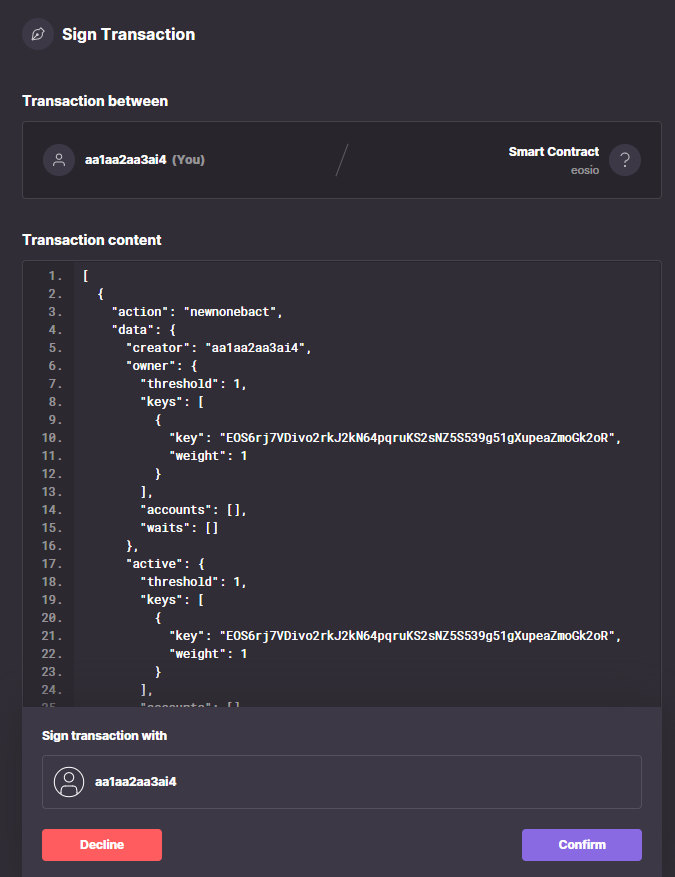 Sign Transaction
Transaction between
aa1aa2aa3ai4 (You)
Smart Contract
eosio
?
Transaction content
1. [
2. {
3. "action": "newnonebact",
4. "data": {
5. "creator": "aa1aa2aa3ai4",
6. "owner": {
7. "threshold": 1,
8. "keys": [
9. {
10. "key": "EOS6rj7VDivo2rkJ2kN64pqruKS2sNZ5S539g51gXupeaZmoGk2oR",
11. "weight": 1
12. }
13. ],
14. "accounts": [],
15. "waits": []
16. },
17. "active": {
18. "threshold": 1,
19. "keys": [
20. {
21. "key": "EOS6rj7VDivo2rkJ2kN64pqruKS2sNZ5S539g51gXupeaZmoGk2oR",
22. "weight": 1
23. }
24. ],
25. "accounts": []
Sign transaction with
aa1aa2aa3ai4
Decline
Confirm